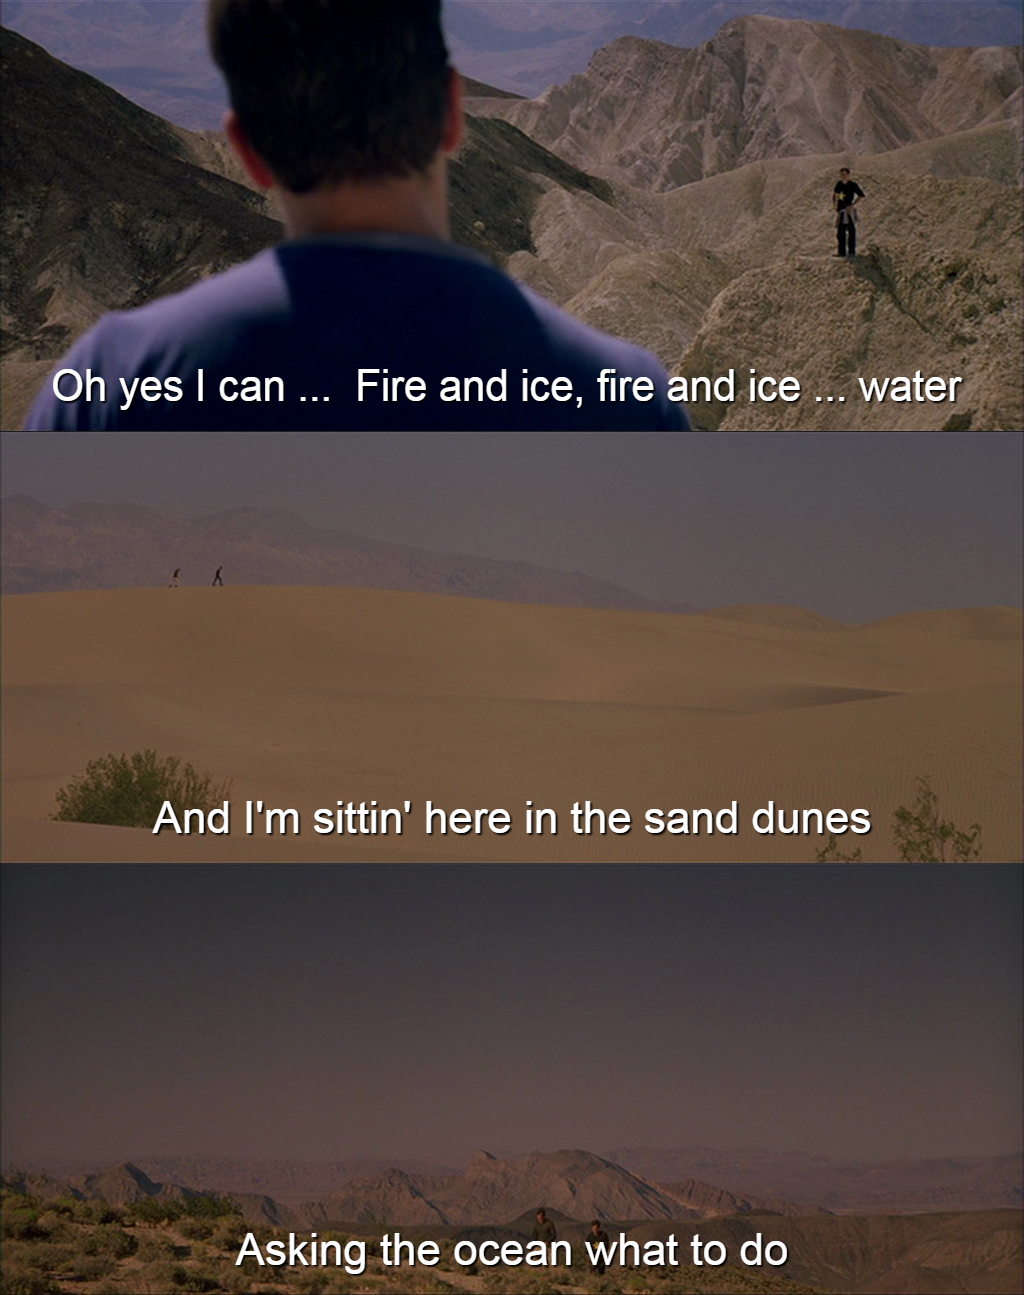 Oh yes I can ...  Fire and ice, fire and ice ... water
And I'm sittin' here in the sand dunes
Asking the ocean what to do